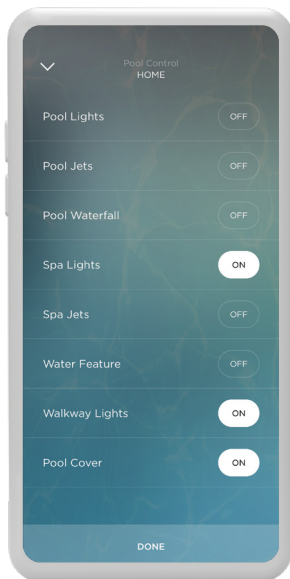 Pool Control
HOME
Pool Lights OFF
Pool Jets OFF
Pool Waterfall OFF
Spa Lights ON
Spa Jets OFF
Water Feature OFF
Walkway Lights ON
Pool Cover ON
DONE